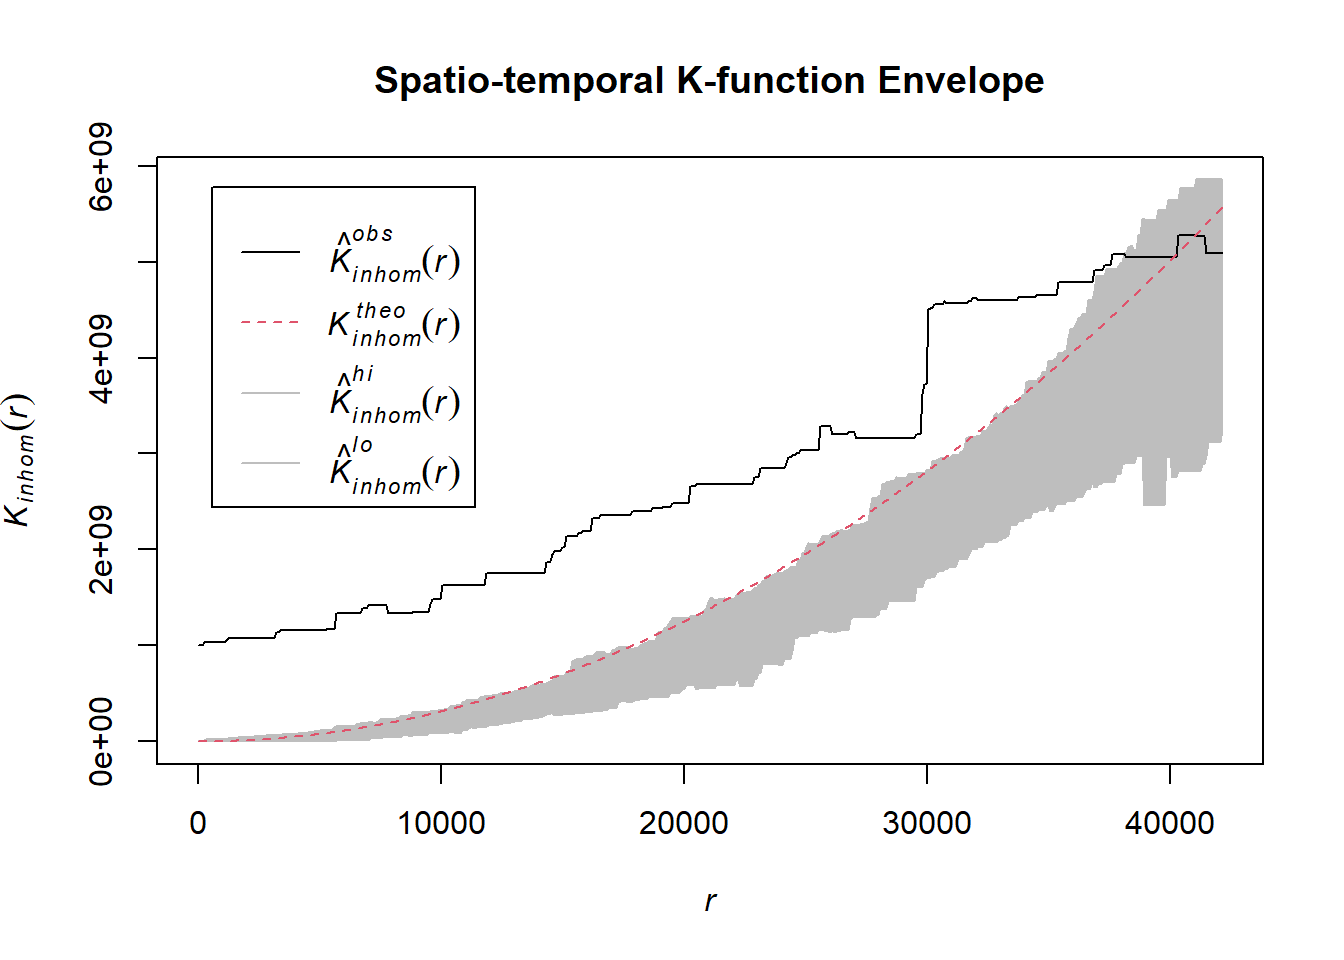 Spatio-temporal K-function Envelope
6e+09
4e+09
2e+09
0e+00
K_inhom(r)
K̂^obs_inhom(r)
K^theo_inhom(r)
K̂^hi_inhom(r)
K̂^lo_inhom(r)
0 10000 20000 30000 40000
r